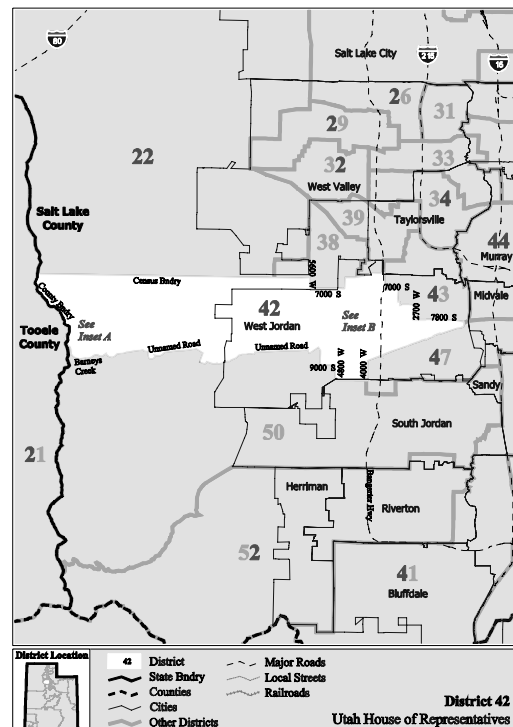 80
215
15
Salt Lake City
26
31
29
22
32
33
West Valley
34
Salt Lake
County
39
Taylorsville
38
44
Murray
5600 W
Census Bndry
7000 S
7000 S
County Bndry
42
43
Midvale
Tooele
County
See
Inset A
West Jordan
See
Inset B
2700 W
7800 S
Unnamed Road
Unnamed Road
Barneys
Creek
47
9000 S
4800 W
4000 W
Sandy
50
South Jordan
21
Herriman
Bangerter Hwy
Riverton
52
41
Bluffdale
District Location
42 District
State Bndry
Counties
Cities
Other Districts
Major Roads
Local Streets
Railroads
District 42
Utah House of Representatives